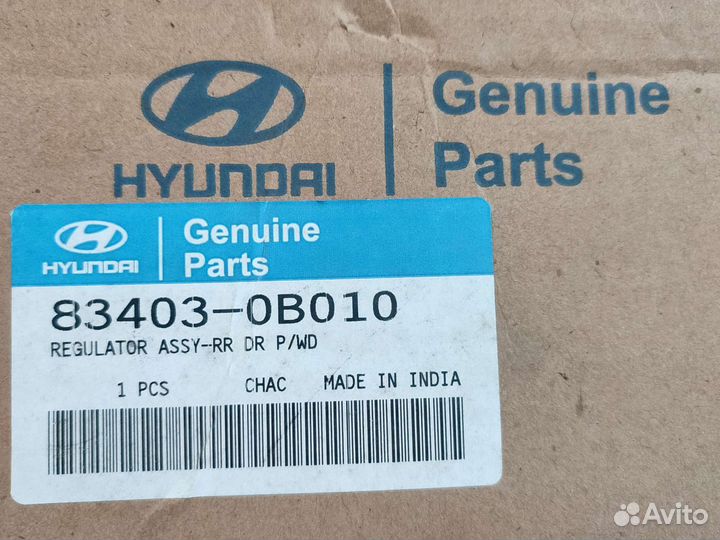 HYUNDAI
Genuine
Parts
HYUNDAI
Genuine
Parts
83403-0B010
REGULATOR ASSY-RR DR P/WD
1 PCS CHAC MADE IN INDIA
Avito